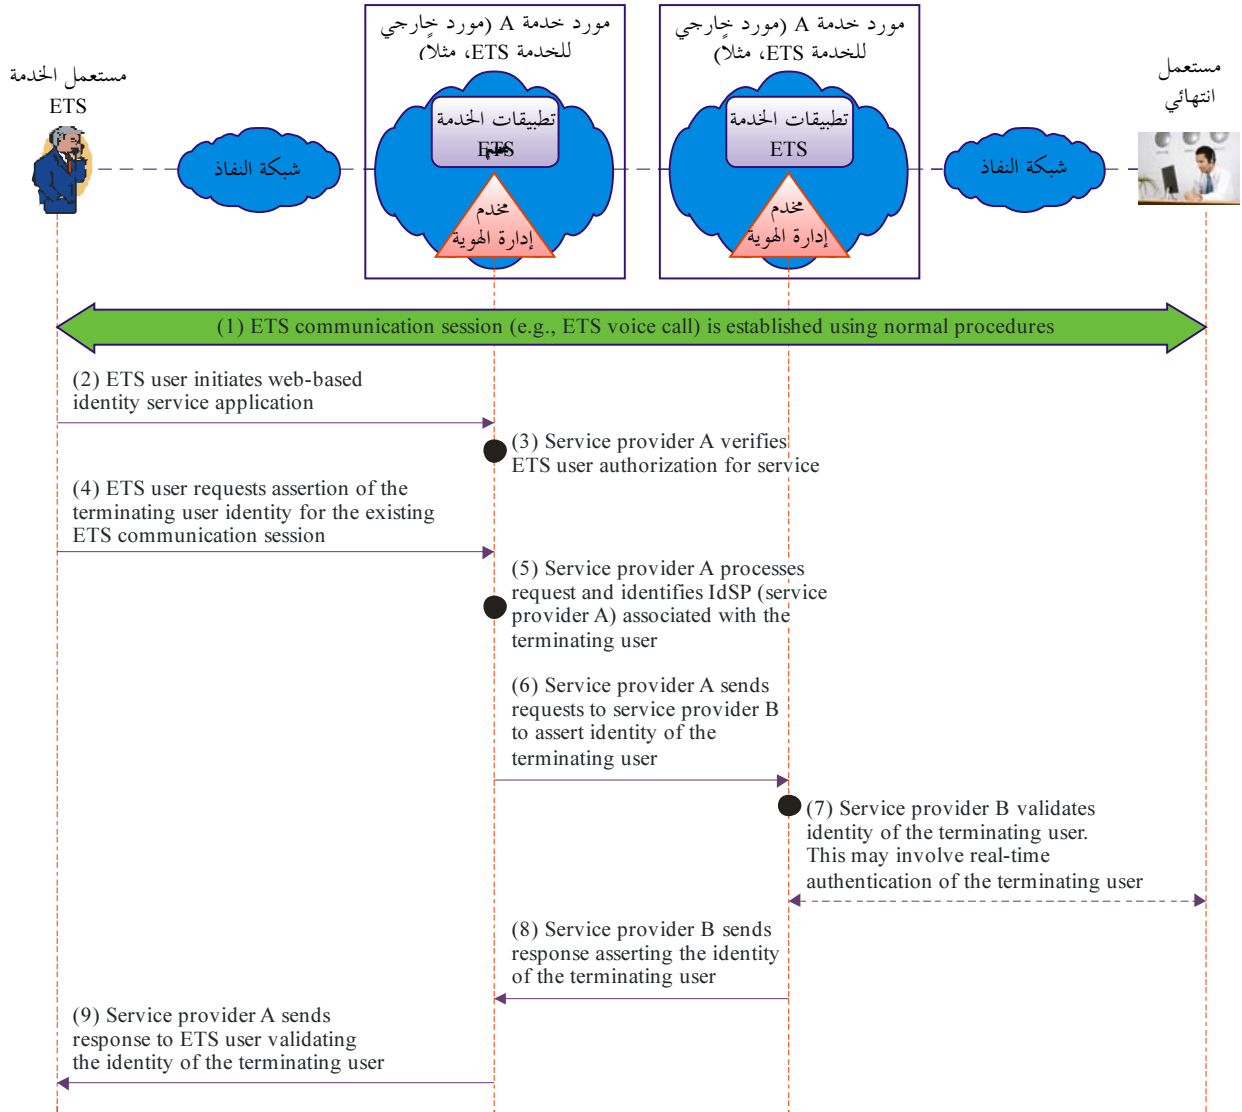 مستعمل الخدمة
ETS
مورد خدمة A (مورد خارجي
للخدمة ETS، مثلاً)
مورد خدمة A (مورد خارجي
للخدمة ETS، مثلاً)
مستعمل
انتهائي
شبكة النفاذ
تطبيقات الخدمة
ETS
مخدم
إدارة الهوية
تطبيقات الخدمة
ETS
مخدم
إدارة الهوية
شبكة النفاذ
(1) ETS communication session (e.g., ETS voice call) is established using normal procedures
(2) ETS user initiates web-based
identity service application
(3) Service provider A verifies
ETS user authorization for service
(4) ETS user requests assertion of the
terminating user identity for the existing
ETS communication session
(5) Service provider A processes
request and identifies IdSP (service
provider A) associated with the
terminating user
(6) Service provider A sends
requests to service provider B
to assert identity of the
terminating user
(7) Service provider B validates
identity of the terminating user.
This may involve real-time
authentication of the terminating user
(8) Service provider B sends
response asserting the identity
of the terminating user
(9) Service provider A sends
response to ETS user validating
the identity of the terminating user